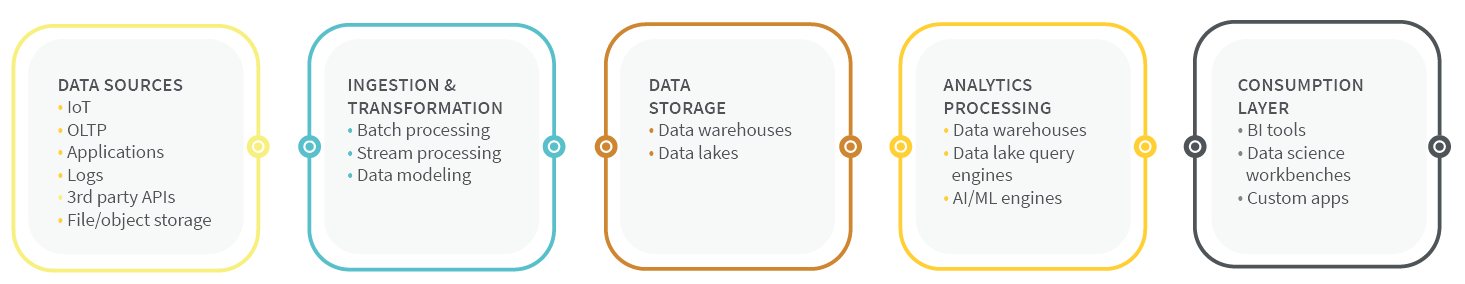 DATA SOURCES
• IoT
• OLTP
• Applications
• Logs
• 3rd party APIs
• File/object storage
INGESTION &
TRANSFORMATION
• Batch processing
• Stream processing
• Data modeling
DATA
STORAGE
• Data warehouses
• Data lakes
ANALYTICS
PROCESSING
• Data warehouses
• Data lake query
engines
• AI/ML engines
CONSUMPTION
LAYER
• BI tools
• Data science
workbenches
• Custom apps